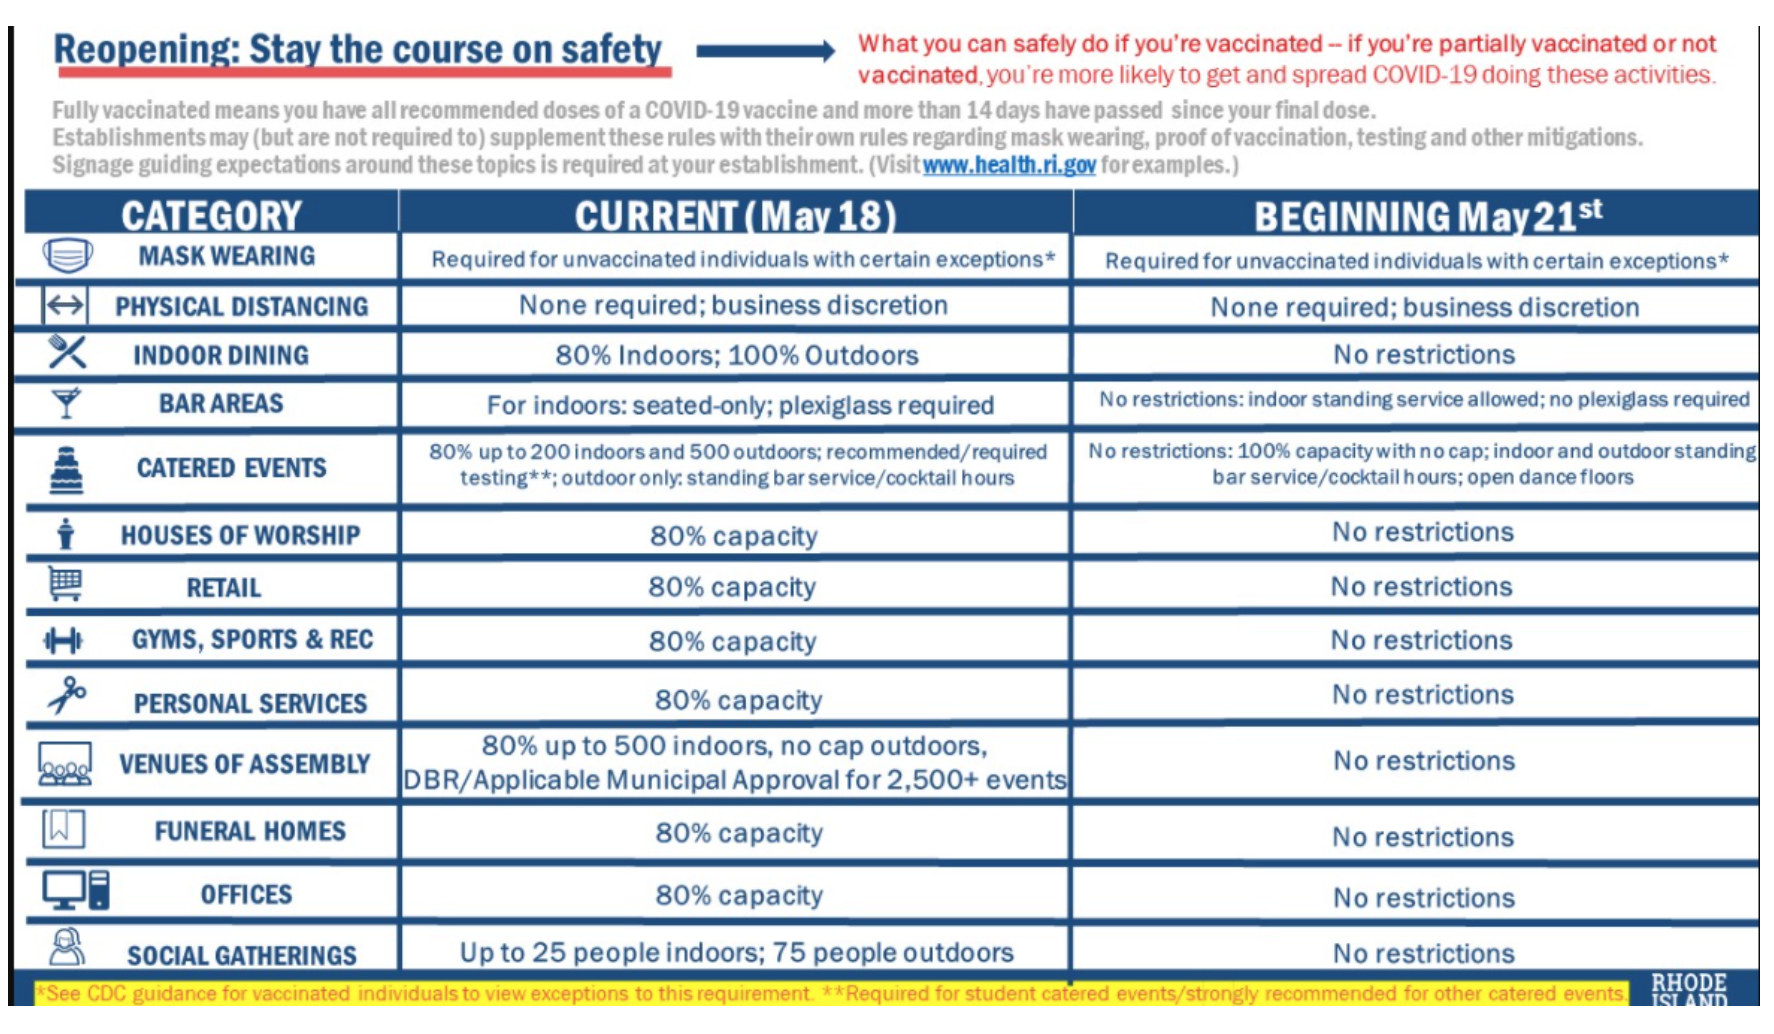 Reopening: Stay the course on safety
What you can safely do if you're vaccinated -- if you're partially vaccinated or not
vaccinated, you're more likely to get and spread COVID-19 doing these activities.
Fully vaccinated means you have all recommended doses of a COVID-19 vaccine and more than 14 days have passed since your final dose.
Establishments may (but are not required to) supplement these rules with their own rules regarding mask wearing, proof of vaccination, testing and other mitigations.
Signage guiding expectations around these topics is required at your establishment. (Visit www.health.ri.gov for examples.)
CATEGORY CURRENT (May 18) BEGINNING May 21st
MASK WEARING Required for unvaccinated individuals with certain exceptions* Required for unvaccinated individuals with certain exceptions*
PHYSICAL DISTANCING None required; business discretion None required; business discretion
INDOOR DINING 80% Indoors; 100% Outdoors No restrictions
BAR AREAS For indoors: seated-only; plexiglass required No restrictions: indoor standing service allowed; no plexiglass required
CATERED EVENTS
80% up to 200 indoors and 500 outdoors; recommended/required
testing**; outdoor only: standing bar service/cocktail hours
No restrictions: 100% capacity with no cap; indoor and outdoor standing
bar service/cocktail hours; open dance floors
HOUSES OF WORSHIP 80% capacity No restrictions
RETAIL 80% capacity No restrictions
GYMS, SPORTS & REC 80% capacity No restrictions
PERSONAL SERVICES 80% capacity No restrictions
VENUES OF ASSEMBLY
80% up to 500 indoors, no cap outdoors,
DBR/Applicable Municipal Approval for 2,500+ events
No restrictions
FUNERAL HOMES 80% capacity No restrictions
OFFICES 80% capacity No restrictions
SOCIAL GATHERINGS Up to 25 people indoors; 75 people outdoors No restrictions
*See CDC guidance for vaccinated individuals to view exceptions to this requirement. **Required for student catered events/strongly recommended for other catered events.
RHODE
ISLAND